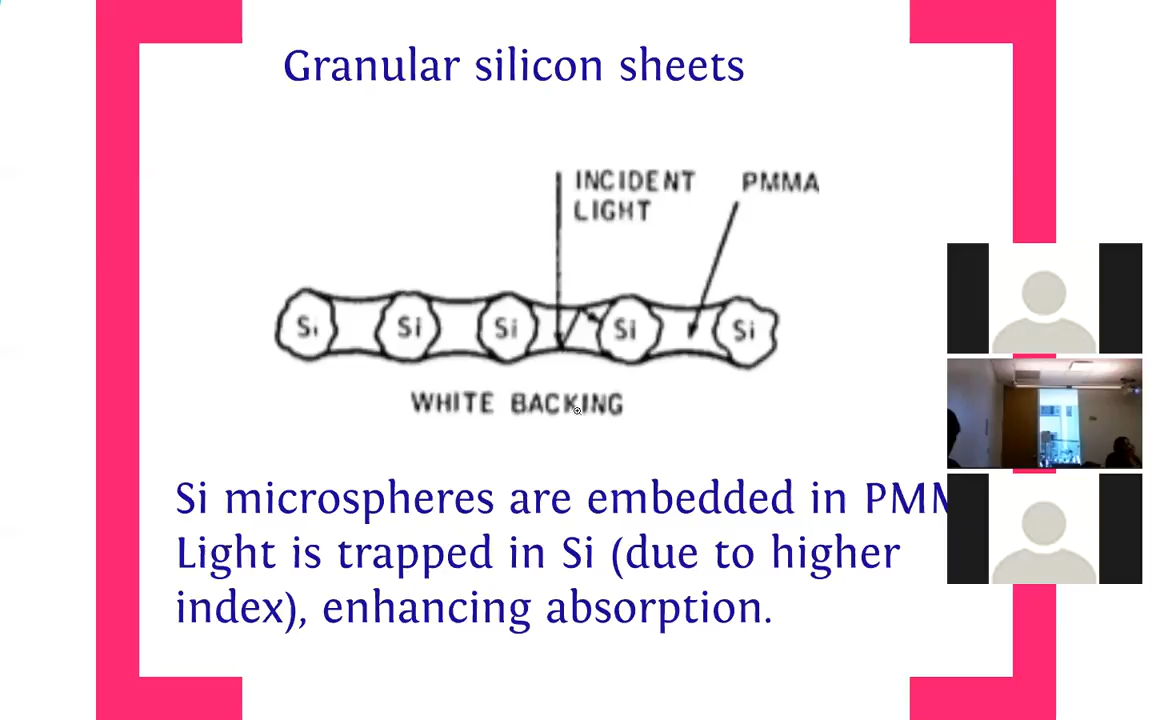 Granular silicon sheets
INCIDENT PMMA
LIGHT
Si Si Si Si Si
WHITE BACKING
Si microspheres are embedded in
Light is trapped in Si (due to higher
index), enhancing absorption.